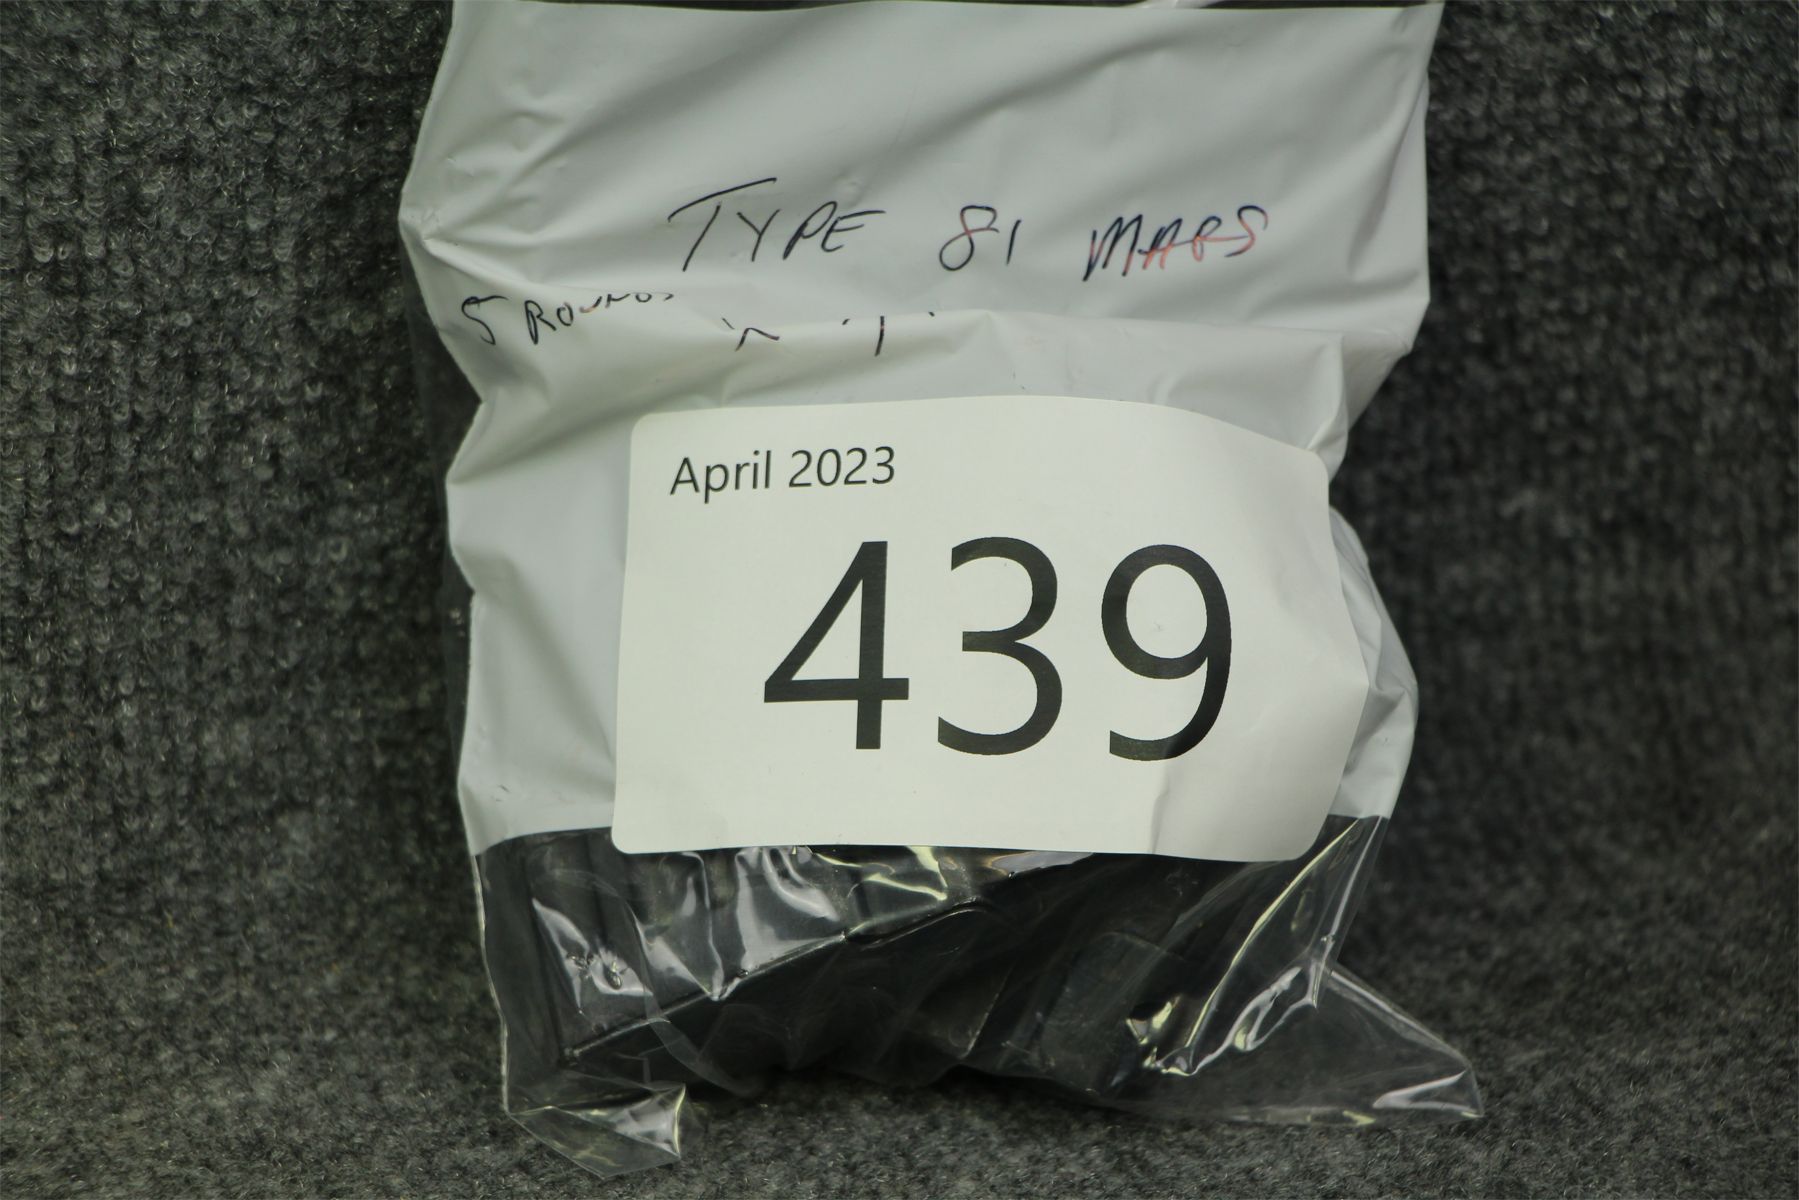 TYPE 81 MAGS
5 ROUNDS
April 2023
439